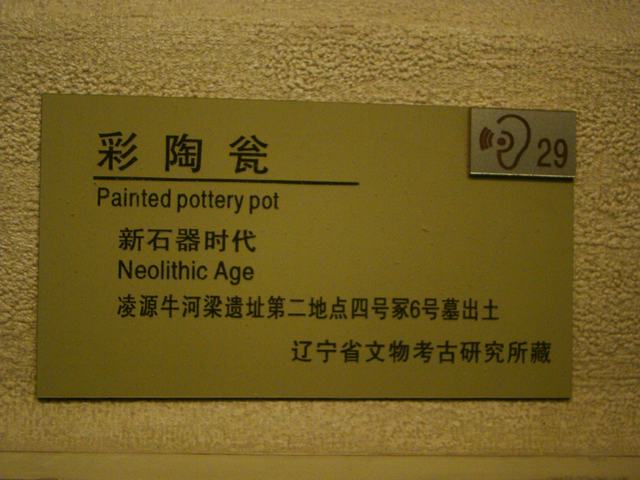 彩陶瓮
29
Painted pottery pot
新石器时代
Neolithic Age
凌源牛河梁遗址第二地点四号冢6号墓出土
辽宁省文物考古研究所藏